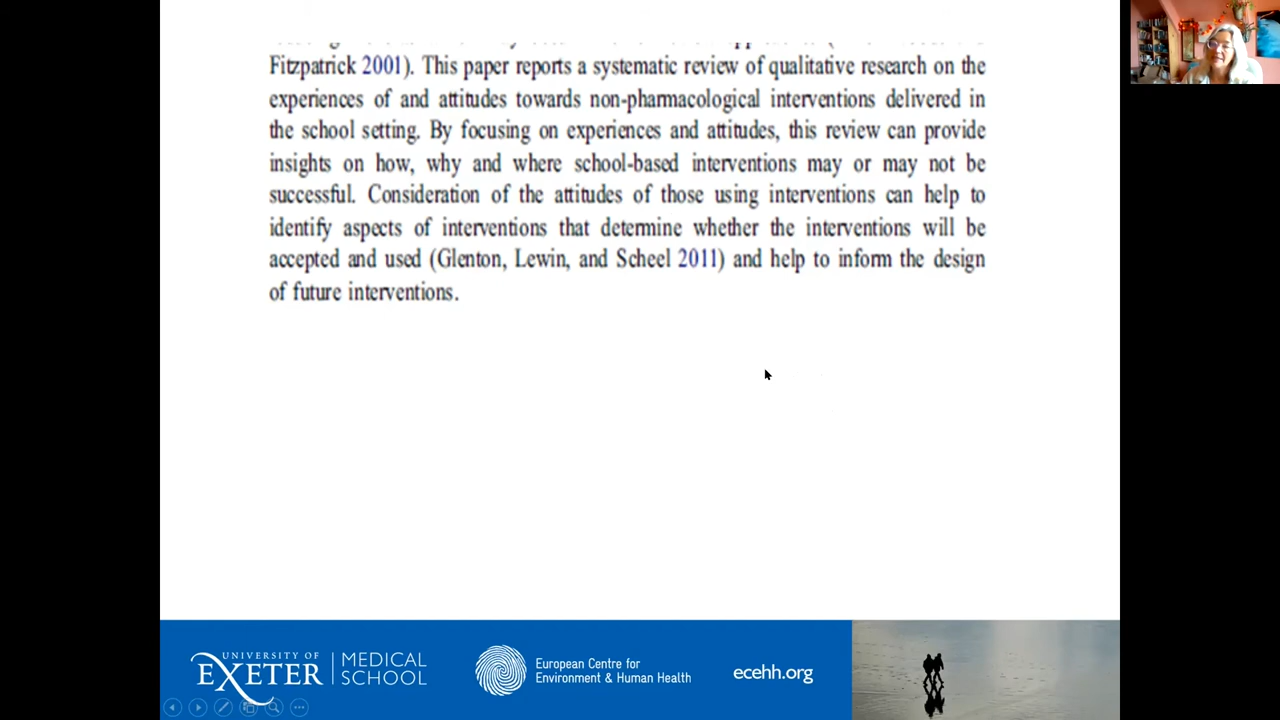 Fitzpatrick 2001). This paper reports a systematic review of qualitative research on the
experiences of and attitudes towards non-pharmacological interventions delivered in
the school setting. By focusing on experiences and attitudes, this review can provide
insights on how, why and where school-based interventions may or may not be
successful. Consideration of the attitudes of those using interventions can help to
identify aspects of interventions that determine whether the interventions will be
accepted and used (Glenton, Lewin, and Scheel 2011) and help to inform the design
of future interventions.
UNIVERSITY OF
EXETER
MEDICAL
SCHOOL
European Centre for
Environment & Human Health
ecehh.org